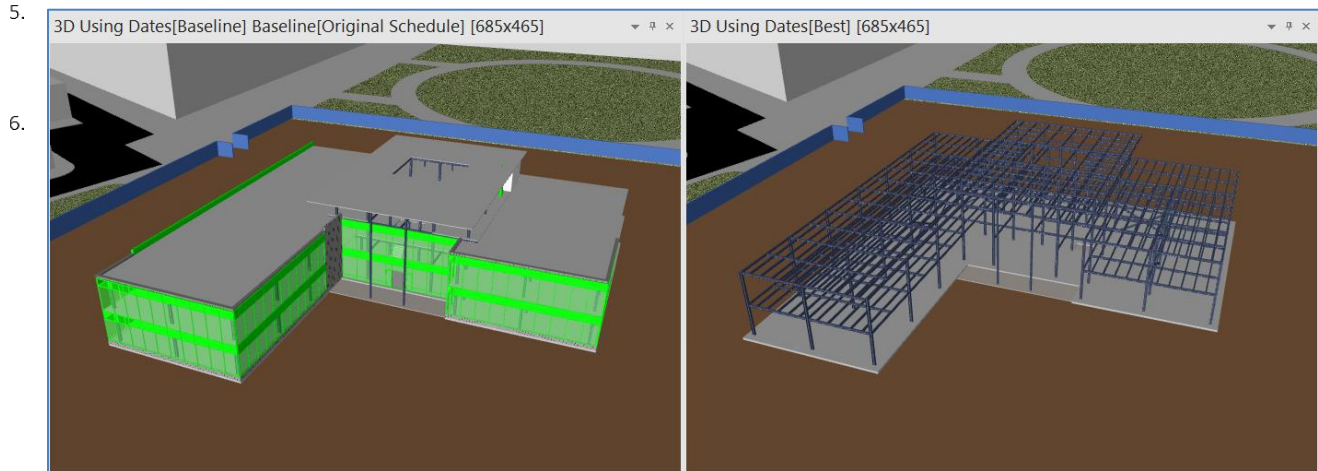 5.
3D Using Dates[Baseline] Baseline[Original Schedule] [685x465]
3D Using Dates[Best] [685x465]
6.